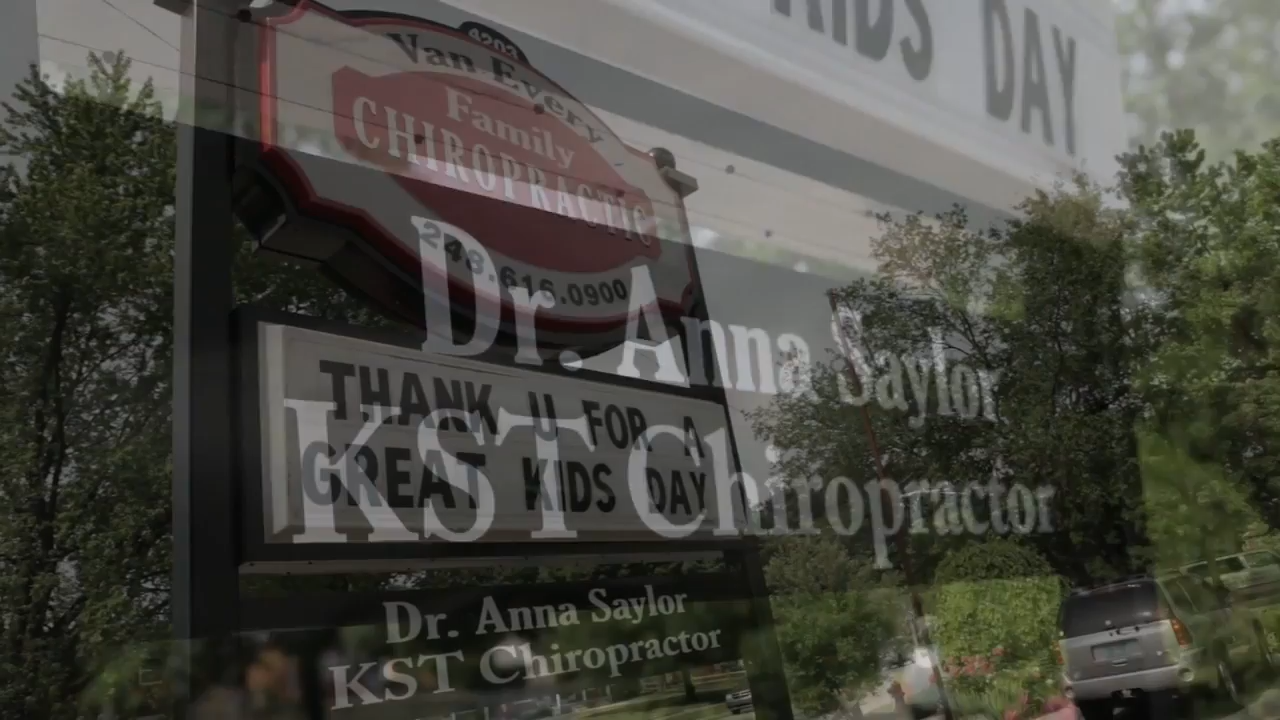 4203
Van Every
Family
CHIROPRACTIC
248.616.0900
THANK U FOR A
GREAT KIDS DAY
Dr. Anna Saylor
KST Chiropractor
KIDS DAY
Dr. Anna Saylor
KST Chiropractor